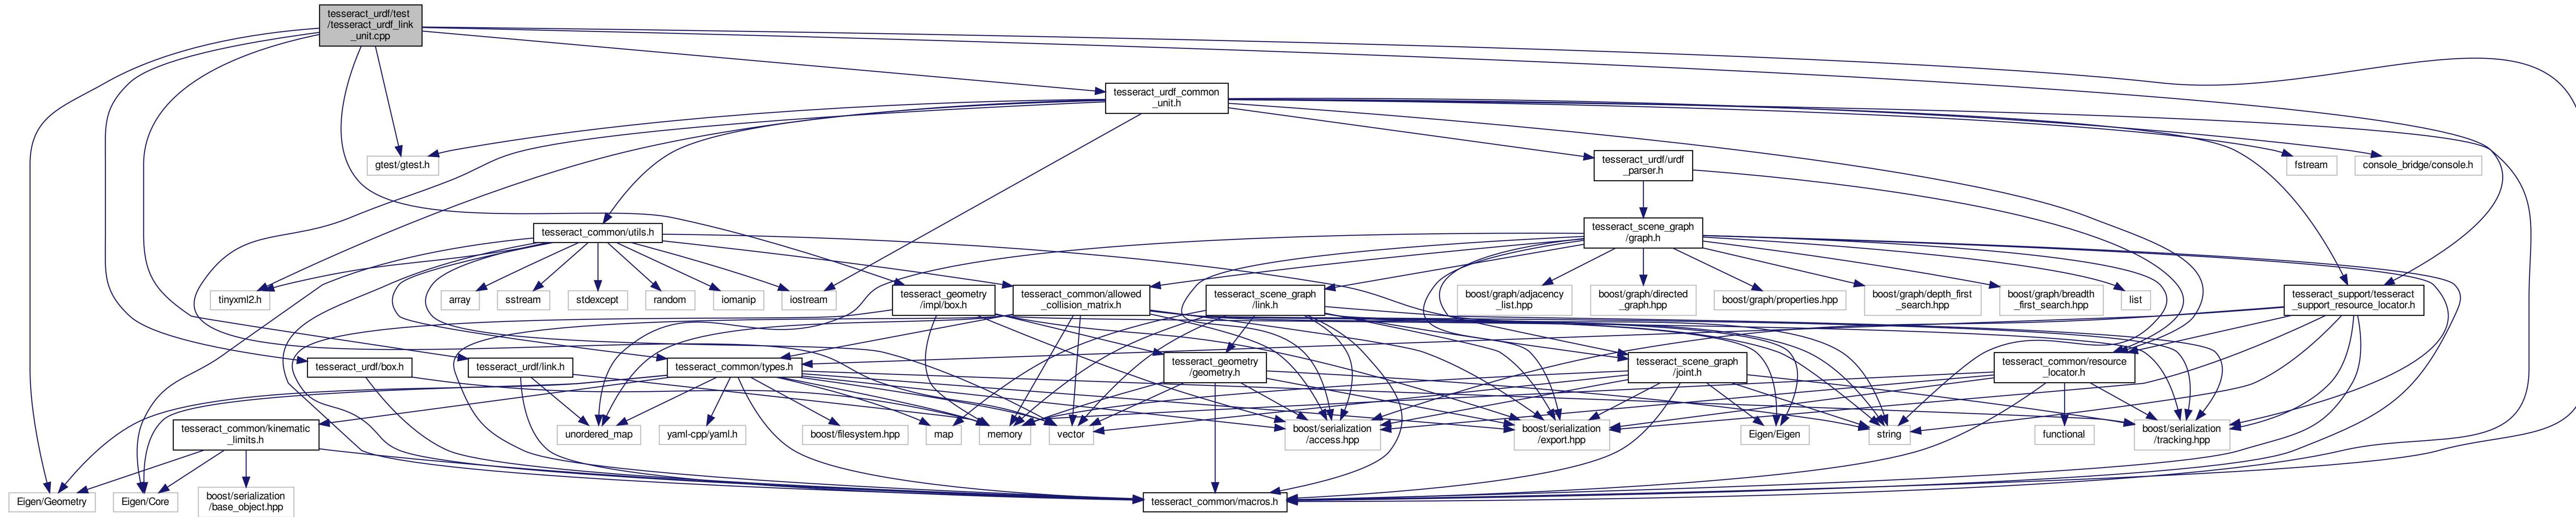 tesseract_urdf/test
/tesseract_urdf_link
_unit.cpp
tesseract_urdf_common
_unit.h
gtest/gtest.h
tesseract_urdf/urdf
_parser.h
fstream
console_bridge/console.h
tesseract_common/utils.h
tesseract_scene_graph
/graph.h
tinyxml2.h
array
sstream
stdexcept
random
iomanip
iostream
tesseract_geometry
/impl/box.h
tesseract_common/allowed
_collision_matrix.h
tesseract_scene_graph
/link.h
boost/graph/adjacency
_list.hpp
boost/graph/directed
_graph.hpp
boost/graph/properties.hpp
boost/graph/depth_first
_search.hpp
boost/graph/breadth
_first_search.hpp
list
tesseract_support/tesseract
_support_resource_locator.h
tesseract_urdf/box.h
tesseract_urdf/link.h
tesseract_common/types.h
tesseract_geometry
/geometry.h
tesseract_scene_graph
/joint.h
tesseract_common/resource
_locator.h
tesseract_common/kinematic
_limits.h
unordered_map
yaml-cpp/yaml.h
boost/filesystem.hpp
map
memory
vector
boost/serialization
/access.hpp
boost/serialization
/export.hpp
Eigen/Eigen
string
functional
boost/serialization
/tracking.hpp
Eigen/Geometry
Eigen/Core
boost/serialization
/base_object.hpp
tesseract_common/macros.h